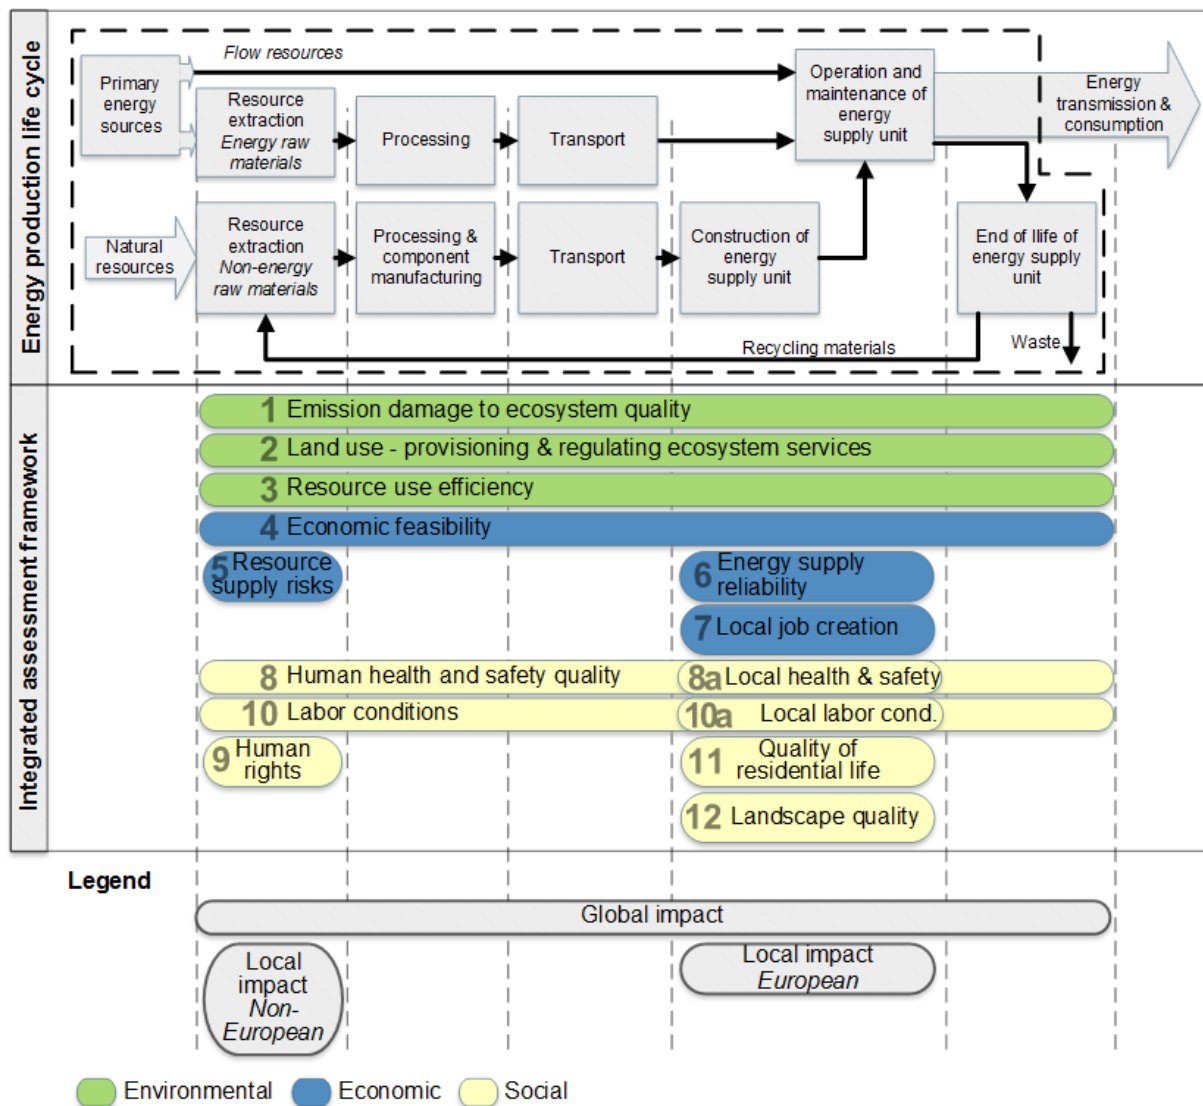 Energy production life cycle
Flow resources
Primary
energy
sources
Resource
extraction
Energy raw
materials
Processing
Transport
Operation and
maintenance of
energy
supply unit
Energy
transmission &
consumption
Natural
resources
Resource
extraction
Non-energy
raw materials
Processing &
component
manufacturing
Transport
Construction of
energy
supply unit
End of llife of
energy supply
unit
Recycling materials
Waste
Integrated assessment framework
1 Emission damage to ecosystem quality
2 Land use - provisioning & regulating ecosystem services
3 Resource use efficiency
4 Economic feasibility
5 Resource
supply risks
6 Energy supply
reliability
7 Local job creation
8 Human health and safety quality
8a Local health & safety
10 Labor conditions
10a Local labor cond.
9 Human
rights
11 Quality of
residential life
12 Landscape quality
Legend
Global impact
Local
impact
Non-
European
Local impact
European
Environmental
Economic
Social